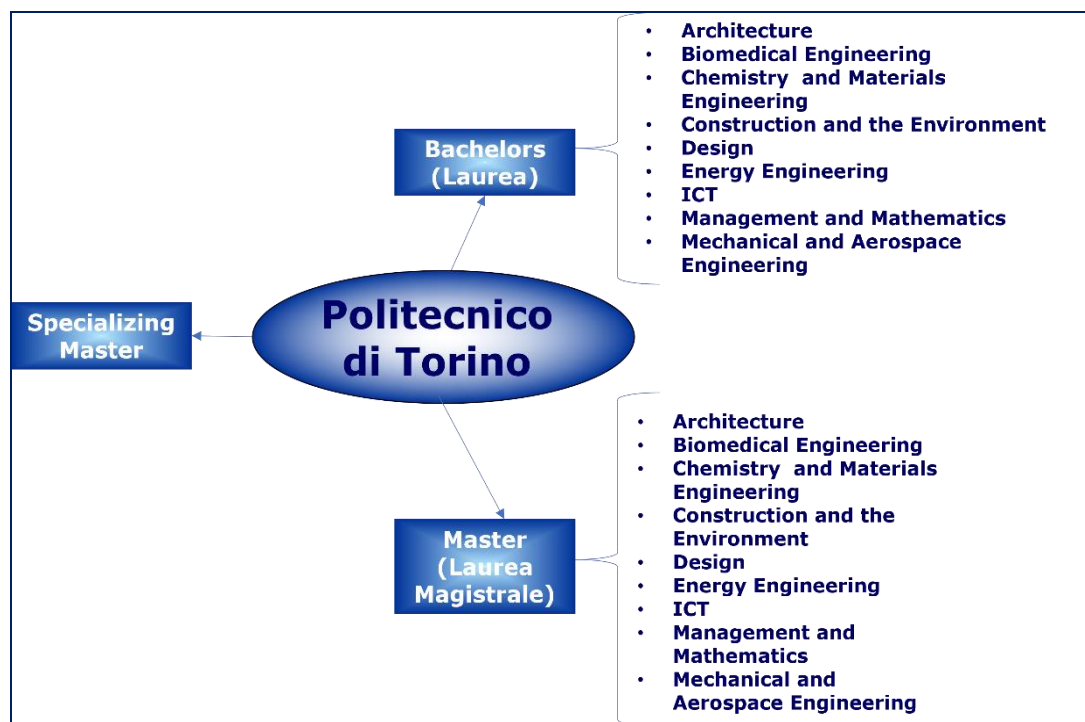 • Architecture
• Biomedical Engineering
• Chemistry and Materials
Engineering
• Construction and the Environment
• Design
• Energy Engineering
• ICT
• Management and Mathematics
• Mechanical and Aerospace
Engineering
Bachelors
(Laurea)
Politecnico
di Torino
Specializing
Master
Master
(Laurea
Magistrale)
• Architecture
• Biomedical Engineering
• Chemistry and Materials
Engineering
• Construction and the
Environment
• Design
• Energy Engineering
• ICT
• Management and
Mathematics
• Mechanical and
Aerospace Engineering